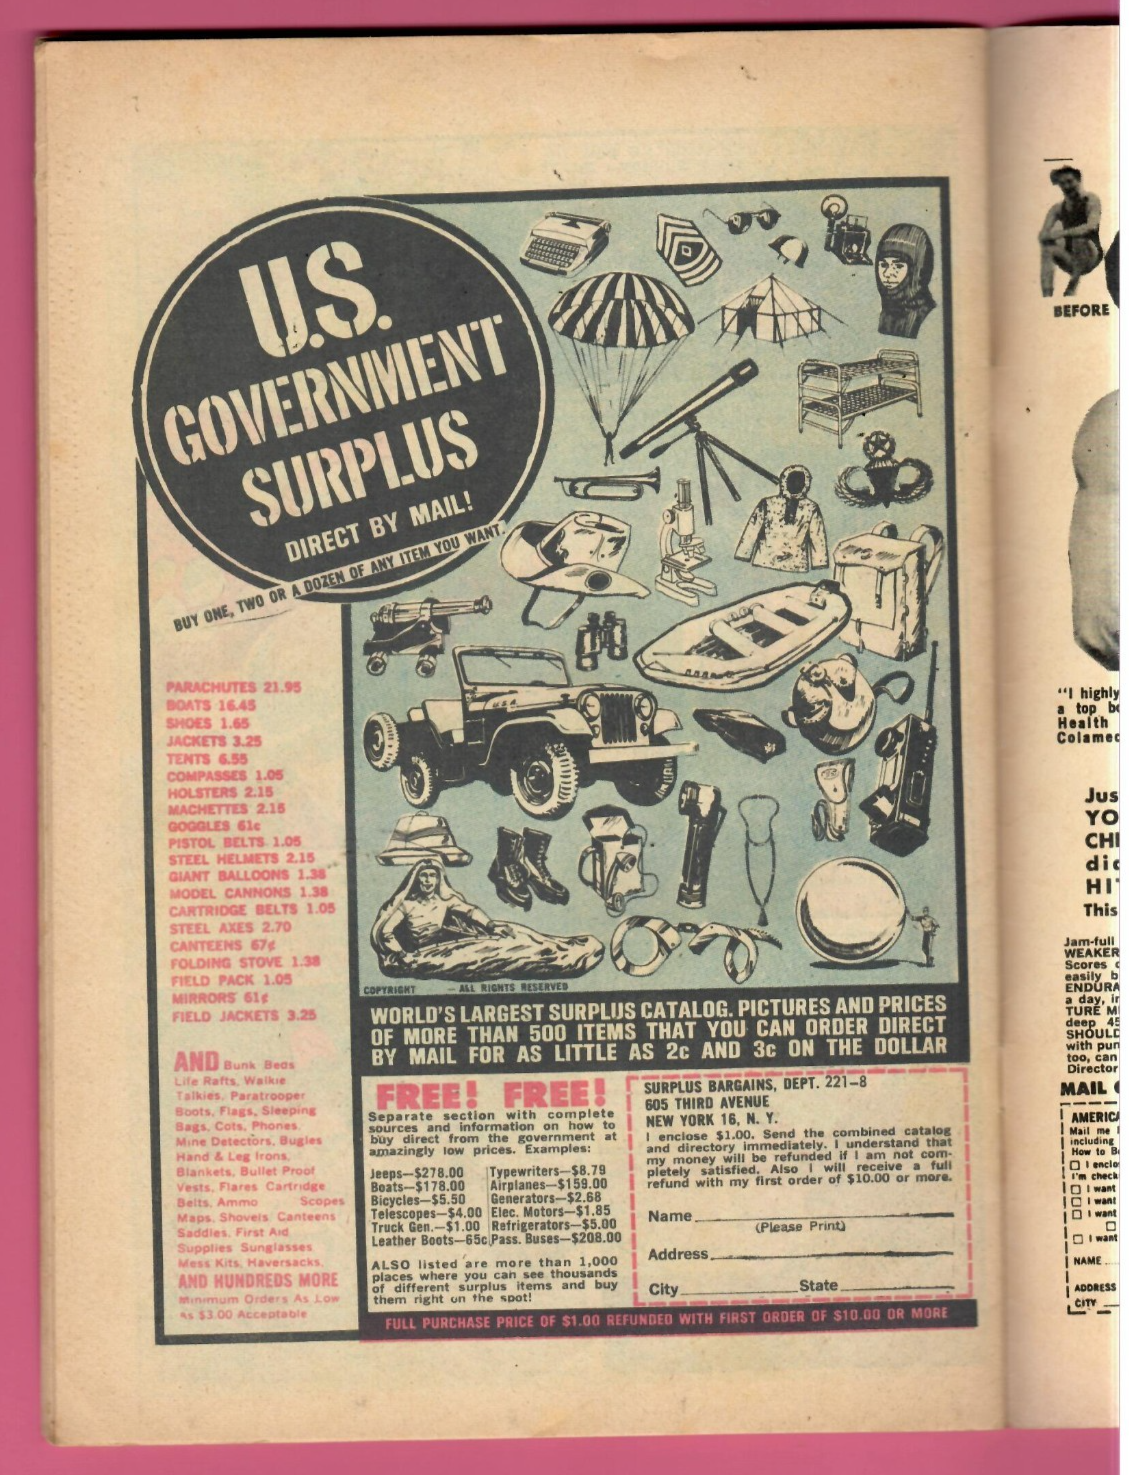 U.S.
GOVERNMENT
SURPLUS
DIRECT BY MAIL!
BUY ONE, TWO OR A DOZEN OF ANY ITEM YOU WANT.
PARACHUTES 21.95
BOATS 16.45
SHOES 1.65
JACKETS 3.25
TENTS 6.55
COMPASSES 1.05
HOLSTERS 2.15
MACHETTES 2.15
GOGGLES 61c
PISTOL BELTS 1.05
STEEL HELMETS 2.15
GIANT BALLOONS 1.38
MODEL CANNONS 1.38
CARTRIDGE BELTS 1.05
STEEL AXES 2.70
CANTEENS 67¢
FOLDING STOVE 1.38
FIELD PACK 1.05
MIRRORS 61¢
FIELD JACKETS 3.25
AND Bunk Beds
Life Rafts, Walkie
Talkies, Paratrooper
Boots, Flags, Sleeping
Bags, Cots, Phones
Mine Detectors, Bugles
Hand & Leg Irons,
Blankets, Bullet Proof
Vests, Flares Cartridge
Belts, Ammo Scopes
Maps, Shovels Canteens
Saddles, First Aid
Supplies Sunglasses
Mess Kits, Haversacks,
AND HUNDREDS MORE
Minimum Orders As Low
As $3.00 Acceptable
U.S.A.
COPYRIGHT — ALL RIGHTS RESERVED
WORLD'S LARGEST SURPLUS CATALOG. PICTURES AND PRICES
OF MORE THAN 500 ITEMS THAT YOU CAN ORDER DIRECT
BY MAIL FOR AS LITTLE AS 2c AND 3c ON THE DOLLAR
FREE! FREE!
Separate section with complete
sources and information on how to
buy direct from the government at
amazingly low prices. Examples:
Jeeps—$278.00
Boats—$178.00
Bicycles—$5.50
Telescopes—$4.00
Truck Gen.—$1.00
Leather Boots—65c
Typewriters—$8.79
Airplanes—$159.00
Generators—$2.68
Elec. Motors—$1.85
Refrigerators—$5.00
Pass. Buses—$208.00
ALSO listed are more than 1,000
places where you can see thousands
of different surplus items and buy
them right on the spot!
SURPLUS BARGAINS, DEPT. 221-8
605 THIRD AVENUE
NEW YORK 16, N. Y.
I enclose $1.00. Send the combined catalog
and directory immediately. I understand that
my money will be refunded if I am not com-
pletely satisfied. Also I will receive a full
refund with my first order of $10.00 or more.
Name
(Please Print)
Address
City State
FULL PURCHASE PRICE OF $1.00 REFUNDED WITH FIRST ORDER OF $10.00 OR MORE
BEFORE
"I highly
a top
Health
Jus
YO
CHI
HIT
This
Jam-full
WEAKER
Scores
easily
ENDURA
a day,
TURE
deep 45
SHOULD
with
too, can
Director
MAIL
AMERICA
Mail me
including
How to
I enclo
I'm check
I want
I want
I want
I want
NAME
ADDRESS
CITY